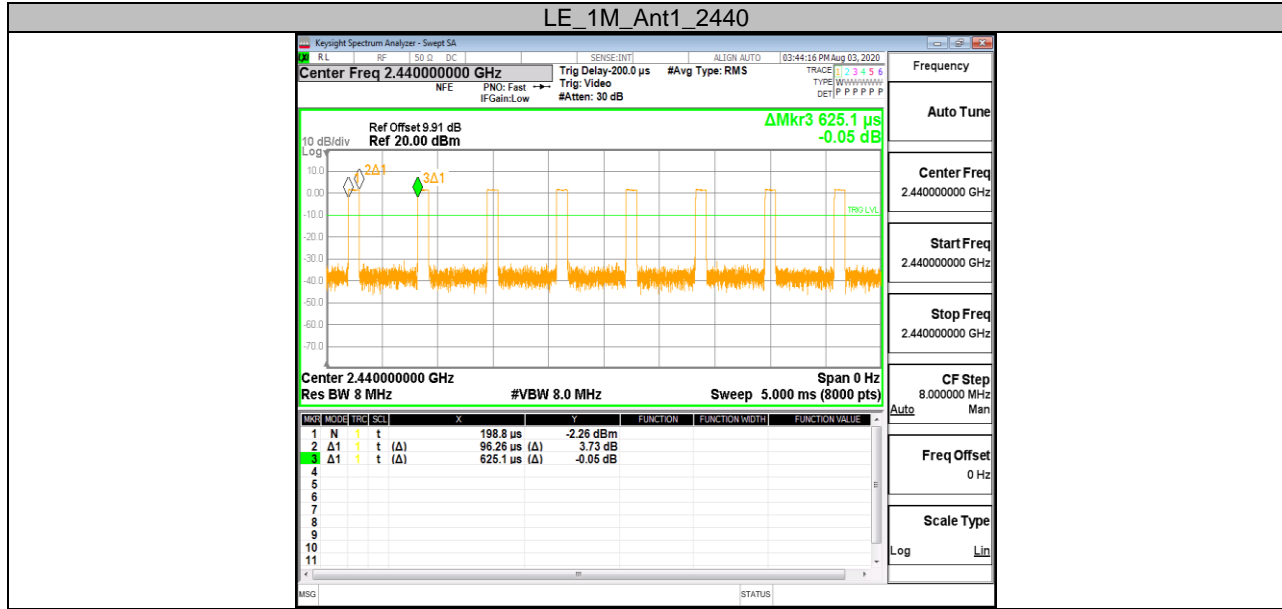 LE_1M_Ant1_2440
Keysight Spectrum Analyzer - Swept SA
RL RF 50 Ω DC SENSE:INT ALIGN AUTO 03:44:16 PM Aug 03, 2020
Center Freq 2.440000000 GHz
NFE
PNO: Fast
IFGain:Low
Trig Delay-200.0 µs
Trig: Video
#Atten: 30 dB
#Avg Type: RMS
TRACE 1 2 3 4 5 6
TYPE WWWWWW
DET P P P P P P
ΔMkr3 625.1 µs
-0.05 dB
Ref Offset 9.91 dB
10 dB/div Ref 20.00 dBm
Log
10.0
0.00
-10.0
-20.0
-30.0
-40.0
-50.0
-60.0
-70.0
2Δ1
3Δ1
TRIG LVL
Center 2.440000000 GHz Span 0 Hz
Res BW 8 MHz #VBW 8.0 MHz Sweep 5.000 ms (8000 pts)
MKR MODE TRC SCL X Y FUNCTION FUNCTION WIDTH FUNCTION VALUE
1 N 1 t 198.8 µs -2.26 dBm
2 Δ1 1 t (Δ) 96.26 µs (Δ) 3.73 dB
3 Δ1 1 t (Δ) 625.1 µs (Δ) -0.05 dB
4
5
6
7
8
9
10
11
MSG STATUS
Frequency
Auto Tune
Center Freq
2.440000000 GHz
Start Freq
2.440000000 GHz
Stop Freq
2.440000000 GHz
CF Step
8.000000 MHz
Auto Man
Freq Offset
0 Hz
Scale Type
Log Lin